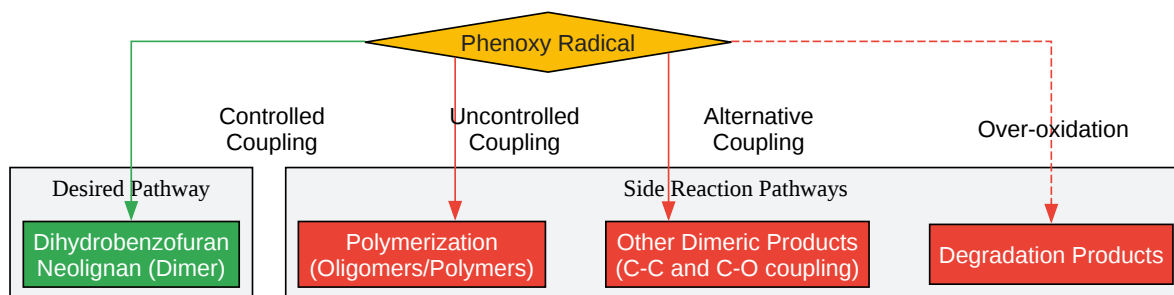 Phenoxy Radical
Controlled
Coupling
Uncontrolled
Coupling
Alternative
Coupling
Over-oxidation
Desired Pathway
Side Reaction Pathways
Dihydrobenzofuran
Neolignan (Dimer)
Polymerization
(Oligomers/Polymers)
Other Dimeric Products
(C-C and C-O coupling)
Degradation Products